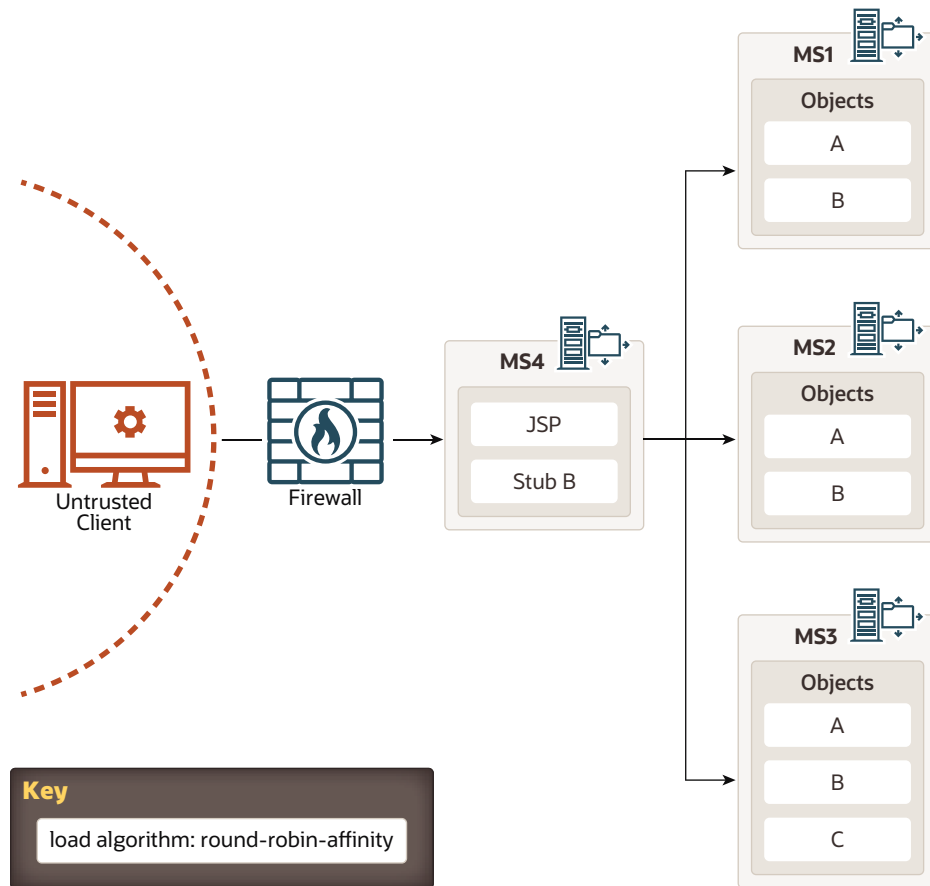 Untrusted
Client
Firewall
MS4
JSP
Stub B
MS1
Objects
A
B
MS2
Objects
A
B
MS3
Objects
A
B
C
Key
load algorithm: round-robin-affinity